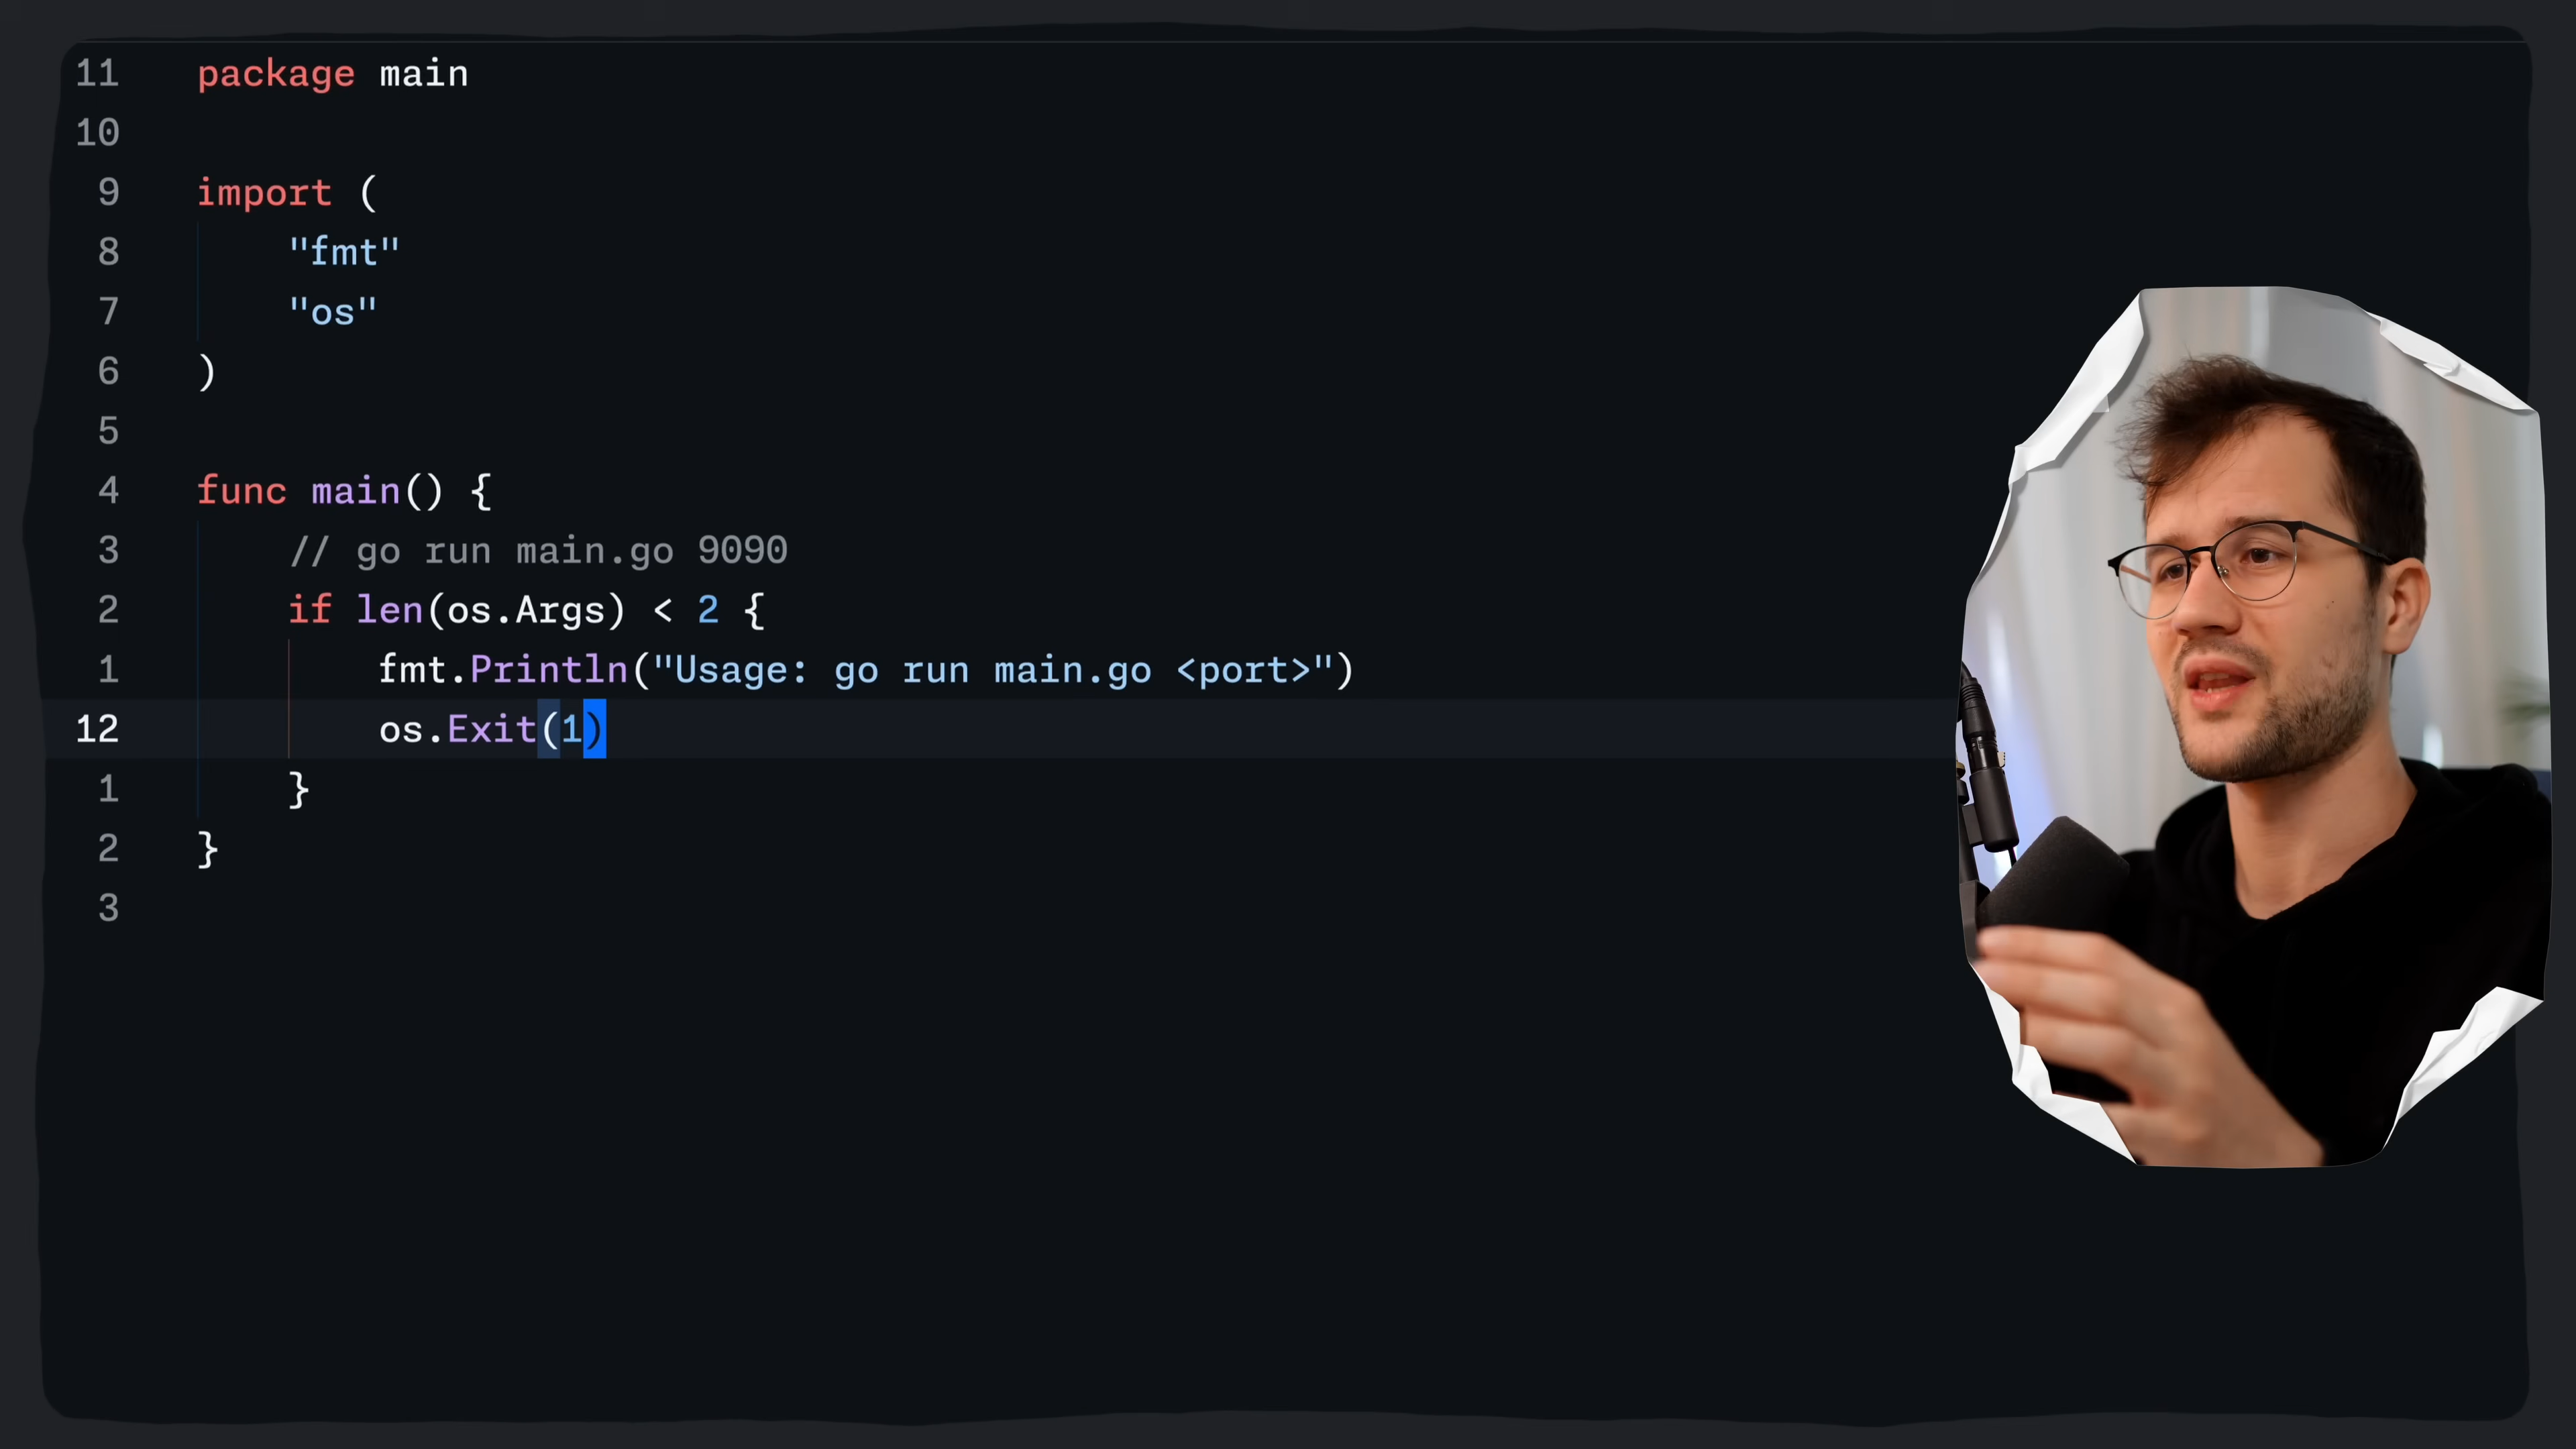 11 package main
10
9 import (
8 "fmt"
7 "os"
6 )
5
4 func main() {
3 // go run main.go 9090
2 if len(os.Args) < 2 {
1 fmt.Println("Usage: go run main.go <port>")
12 os.Exit(1)
1 }
2 }
3